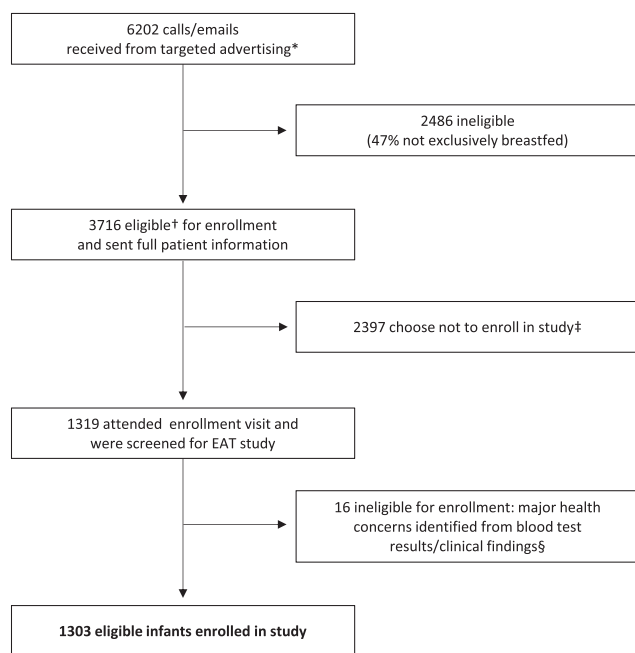 6202 calls/emails
received from targeted advertising*
2486 ineligible
(47% not exclusively breastfed)
3716 eligible† for enrollment
and sent full patient information
2397 choose not to enroll in study‡
1319 attended enrollment visit and
were screened for EAT study
16 ineligible for enrollment: major health
concerns identified from blood test
results/clinical findings§
1303 eligible infants enrolled in study